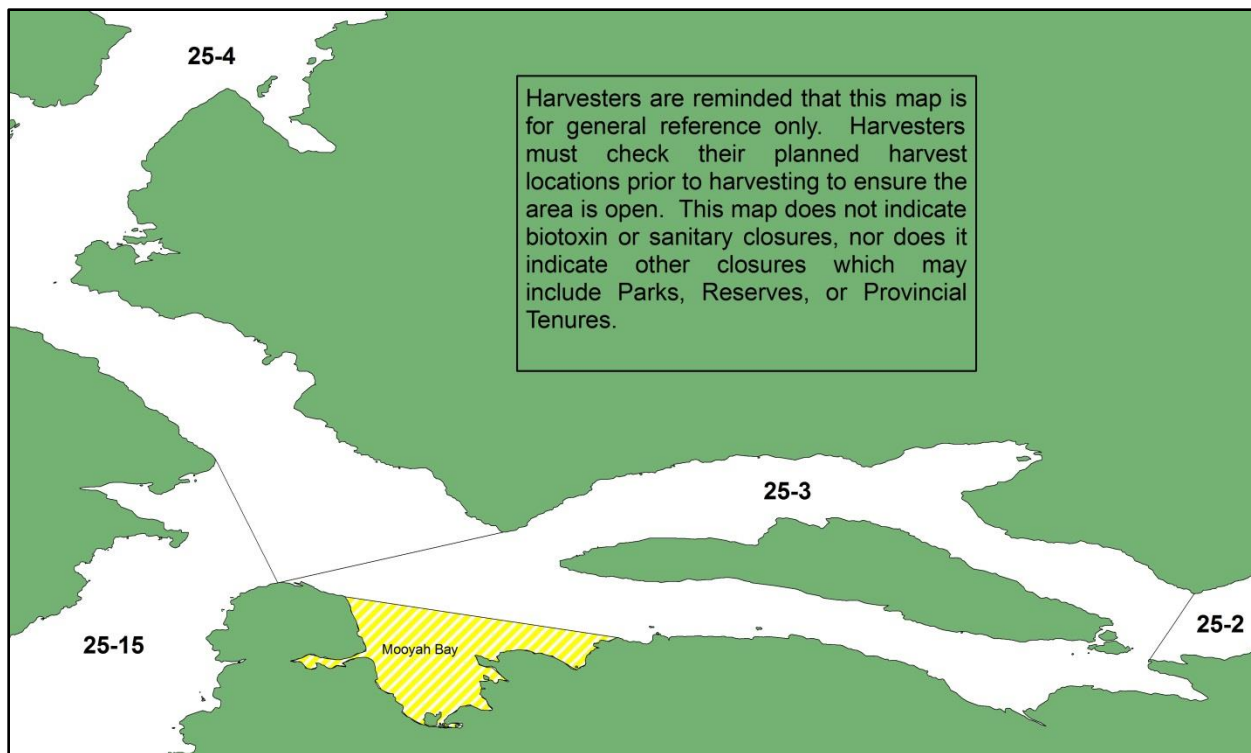 25-4
Harvesters are reminded that this map is
for general reference only. Harvesters
must check their planned harvest
locations prior to harvesting to ensure the
area is open. This map does not indicate
biotoxin or sanitary closures, nor does it
indicate other closures which may
include Parks, Reserves, or Provincial
Tenures.
25-3
25-2
25-15
Mooyah Bay